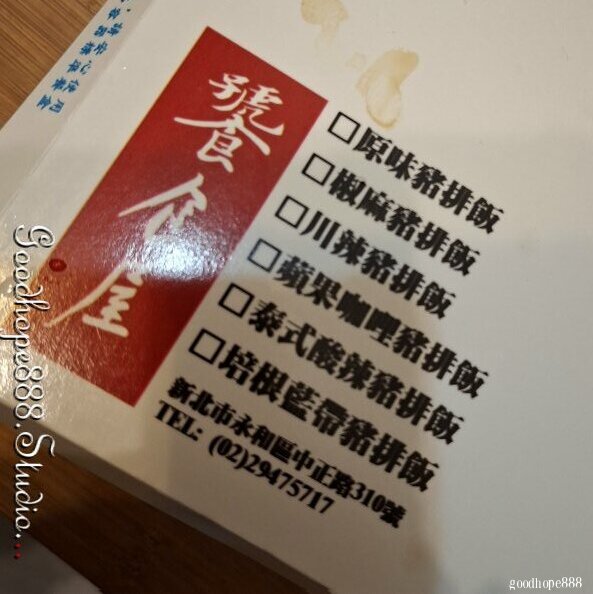 饕食屋
□原味豬排飯
□椒麻豬排飯
□川辣豬排飯
□蘋果咖哩豬排飯
□泰式酸辣豬排飯
□培根藍帶豬排飯
新北市永和區中正路310號
TEL: (02)29475717
Goodhope888.Studio...
goodhope888